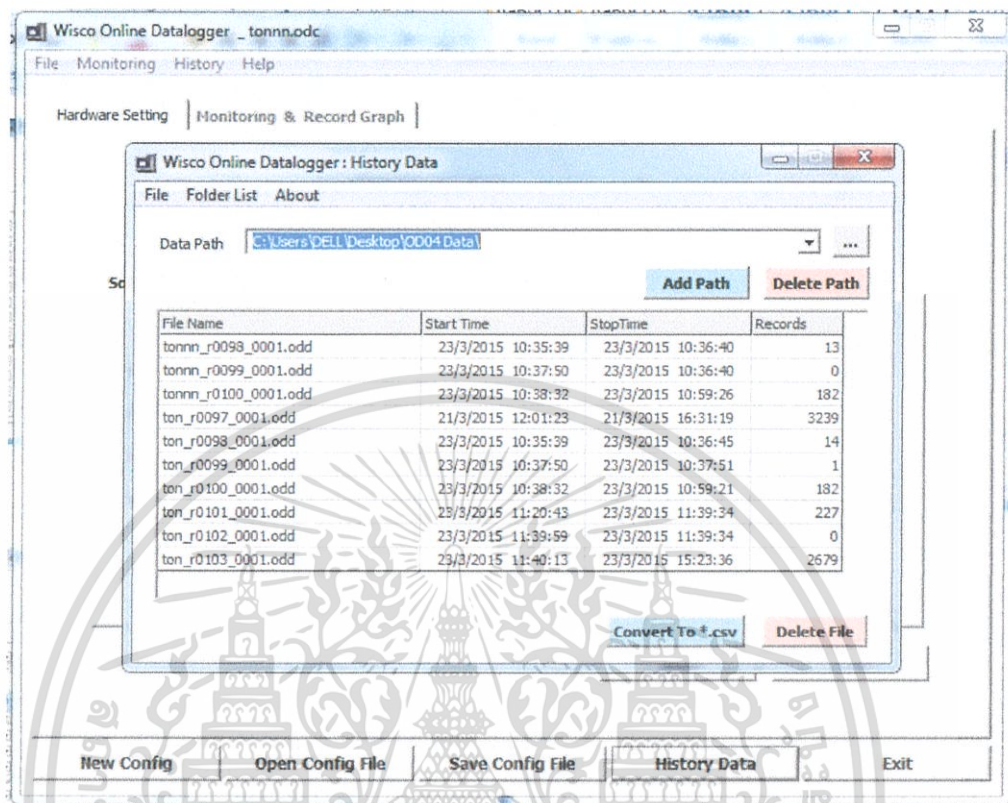 Wisco Online Datalogger _ tonnn.odc
File Monitoring History Help
Hardware Setting Monitoring & Record Graph
Wisco Online Datalogger : History Data
File Folder List About
Data Path C:\Users\DELL\Desktop\OD04 Data\ ...
Add Path Delete Path
File Name Start Time StopTime Records
tonnn_r0098_0001.odd 23/3/2015 10:35:39 23/3/2015 10:36:40 13
tonnn_r0099_0001.odd 23/3/2015 10:37:50 23/3/2015 10:36:40 0
tonnn_r0100_0001.odd 23/3/2015 10:38:32 23/3/2015 10:59:26 182
ton_r0097_0001.odd 21/3/2015 12:01:23 21/3/2015 16:31:19 3239
ton_r0098_0001.odd 23/3/2015 10:35:39 23/3/2015 10:36:45 14
ton_r0099_0001.odd 23/3/2015 10:37:50 23/3/2015 10:37:51 1
ton_r0100_0001.odd 23/3/2015 10:38:32 23/3/2015 10:59:21 182
ton_r0101_0001.odd 23/3/2015 11:20:43 23/3/2015 11:39:34 227
ton_r0102_0001.odd 23/3/2015 11:39:59 23/3/2015 11:39:34 0
ton_r0103_0001.odd 23/3/2015 11:40:13 23/3/2015 15:23:36 2679
Convert To *.csv Delete File
New Config Open Config File Save Config File History Data Exit